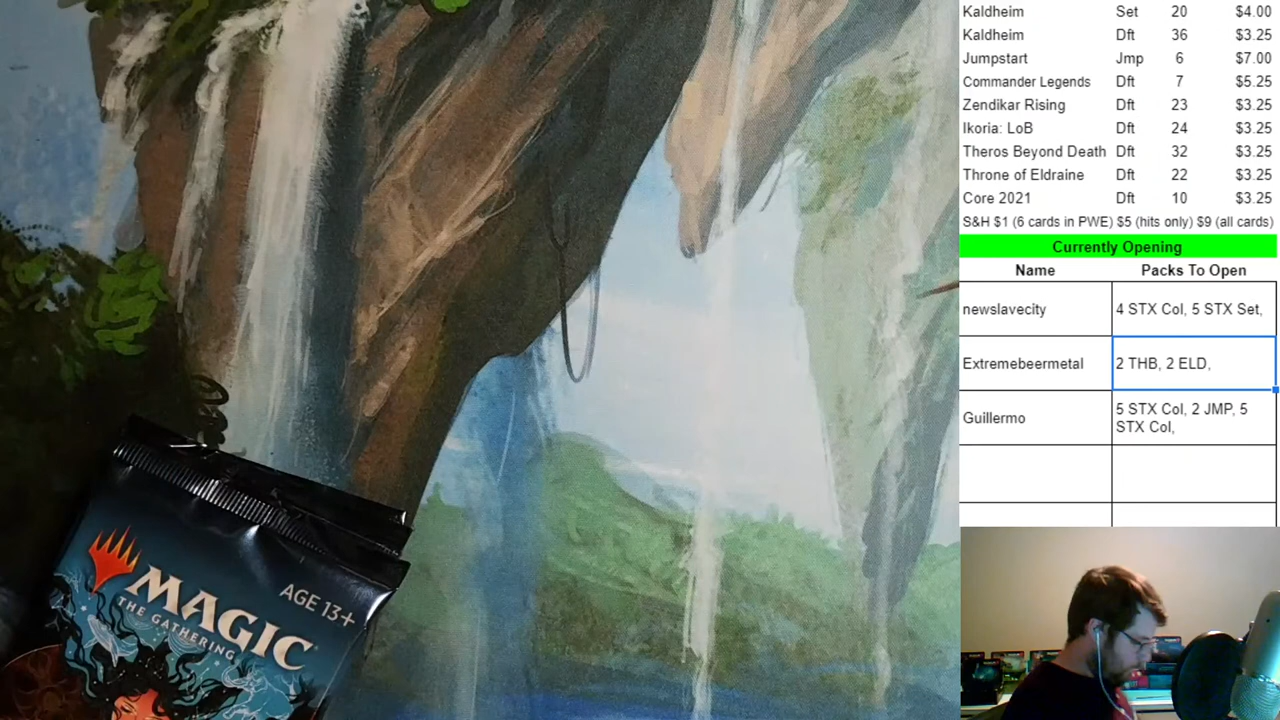 MAGIC
THE GATHERING
AGE 13+
Kaldheim Set 20 $4.00
Kaldheim Dft 36 $3.25
Jumpstart Jmp 6 $7.00
Commander Legends Dft 7 $5.25
Zendikar Rising Dft 23 $3.25
Ikoria: LoB Dft 24 $3.25
Theros Beyond Death Dft 32 $3.25
Throne of Eldraine Dft 22 $3.25
Core 2021 Dft 10 $3.25
S&H $1 (6 cards in PWE) $5 (hits only) $9 (all cards)
Currently Opening
Name Packs To Open
newslavecity 4 STX Col, 5 STX Set,
Extremebeermetal 2 THB, 2 ELD,
Guillermo 5 STX Col, 2 JMP, 5
STX Col,